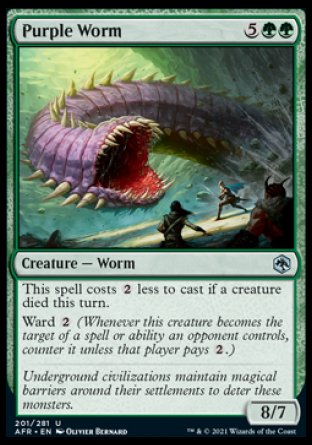 Purple Worm 5
Creature — Worm
This spell costs 2 less to cast if a creature
died this turn.
Ward 2 (Whenever this creature becomes the
target of a spell or ability an opponent controls,
counter it unless that player pays 2.)
Underground civilizations maintain magical
barriers around their settlements to deter these
monsters.
8/7
201/281 U
AFR • EN Olivier Bernard
™ & © 2021 Wizards of the Coast